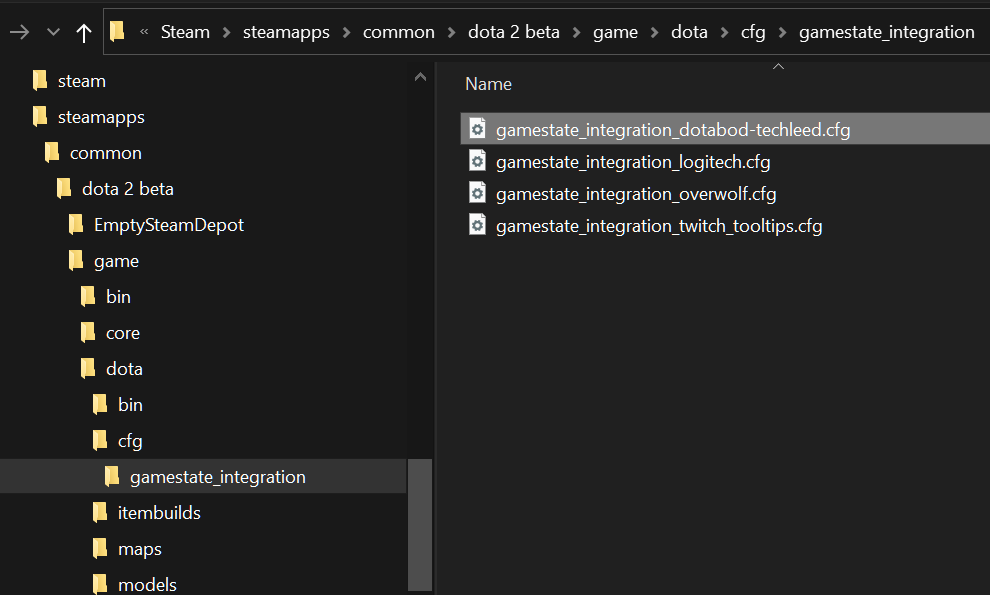 « Steam > steamapps > common > dota 2 beta > game > dota > cfg > gamestate_integration
steam
steamapps
common
dota 2 beta
EmptySteamDepot
game
bin
core
dota
bin
cfg
gamestate_integration
itembuilds
maps
models
Name
gamestate_integration_dotabod-techleed.cfg
gamestate_integration_logitech.cfg
gamestate_integration_overwolf.cfg
gamestate_integration_twitch_tooltips.cfg